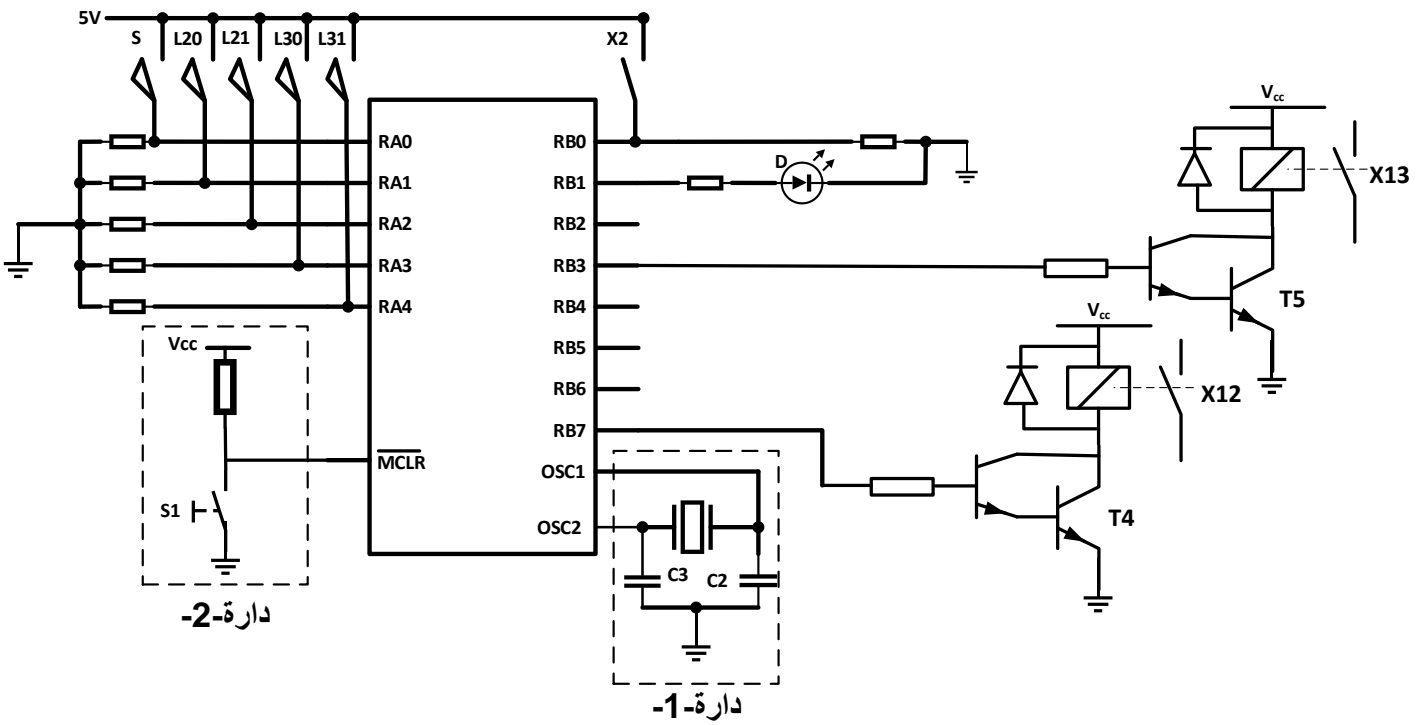 5V
S L20 L21 L30 L31 X2
RA0 RB0
RA1 RB1 D
RA2 RB2
RA3 RB3
RA4 RB4
RB5
RB6
RB7
MCLR OSC1
OSC2
Vcc
S1
دارة-2-
C3 C2
دارة-1-
Vcc
X13
T5
Vcc
X12
T4